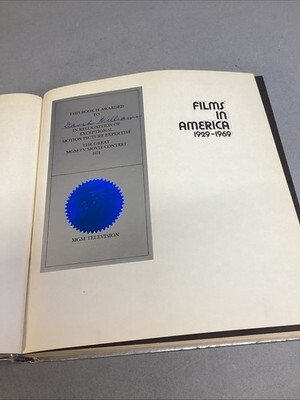 THIS BOOK IS AWARDED
TO
IN RECOGNITION OF
EXCEPTIONAL
MOTION PICTURE EXPERTISE
THE GREAT
MGM-TV MOVIE CONTEST
1972
MGM TELEVISION
FILMS
IN
AMERICA
1929-1969